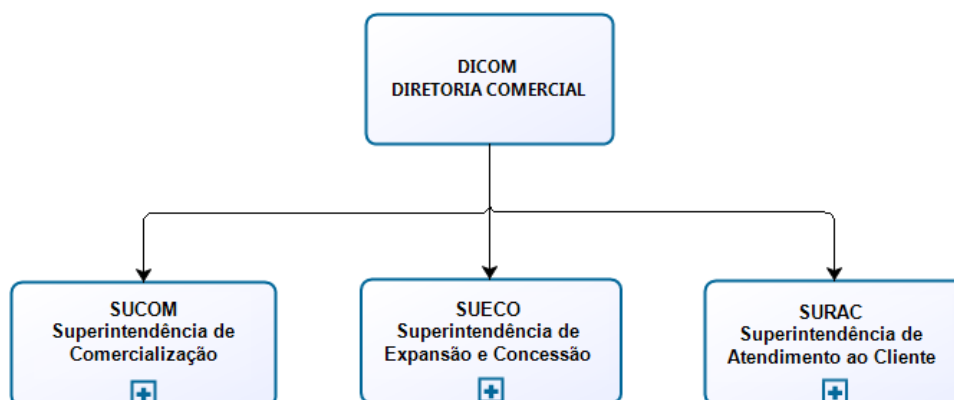 DICOM
DIRETORIA COMERCIAL
SUCOM
Superintendência de
Comercialização
SUECO
Superintendência de
Expansão e Concessão
SURAC
Superintendência de
Atendimento ao Cliente